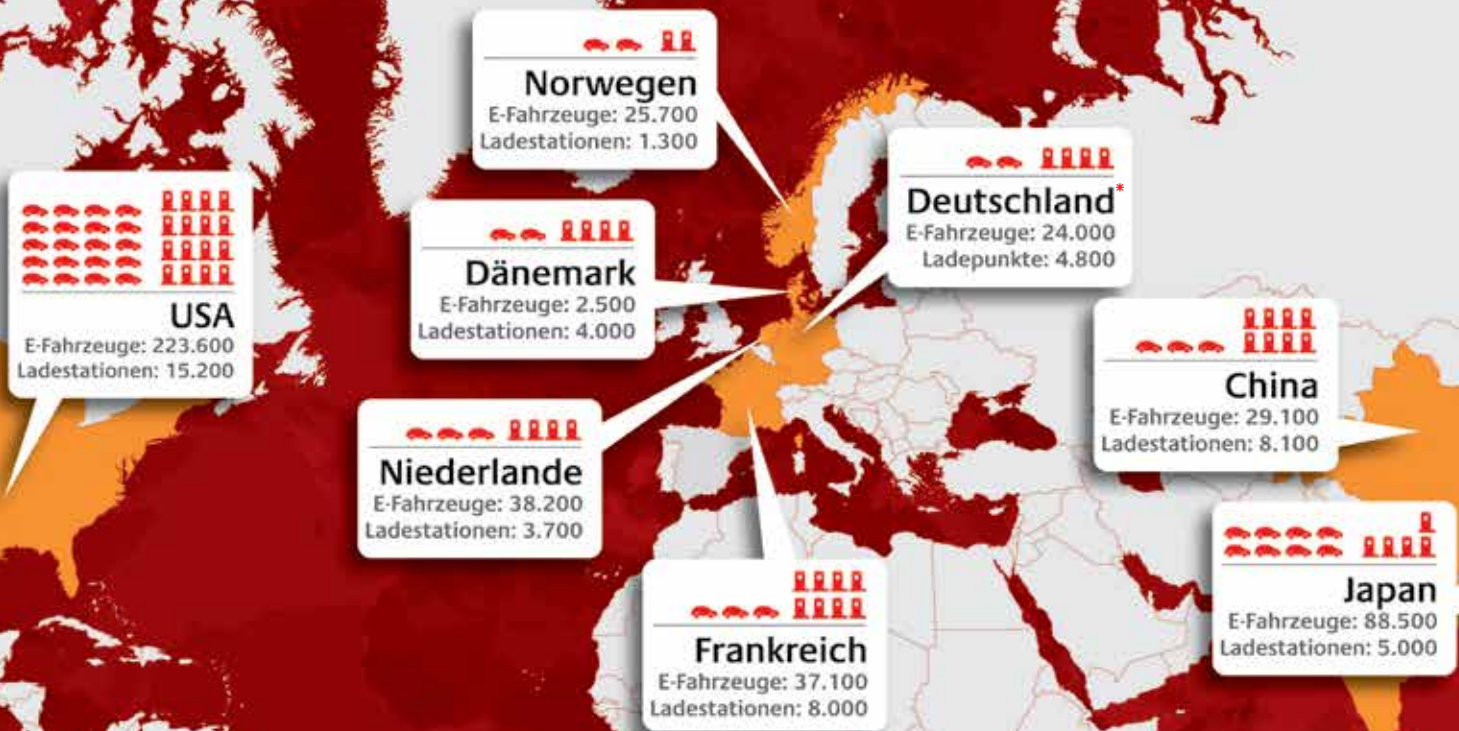 Norwegen
E-Fahrzeuge: 25.700
Ladestationen: 1.300
Deutschland*
E-Fahrzeuge: 24.000
Ladepunkte: 4.800
USA
E-Fahrzeuge: 223.600
Ladestationen: 15.200
Dänemark
E-Fahrzeuge: 2.500
Ladestationen: 4.000
China
E-Fahrzeuge: 29.100
Ladestationen: 8.100
Niederlande
E-Fahrzeuge: 38.200
Ladestationen: 3.700
Japan
E-Fahrzeuge: 88.500
Ladestationen: 5.000
Frankreich
E-Fahrzeuge: 37.100
Ladestationen: 8.000